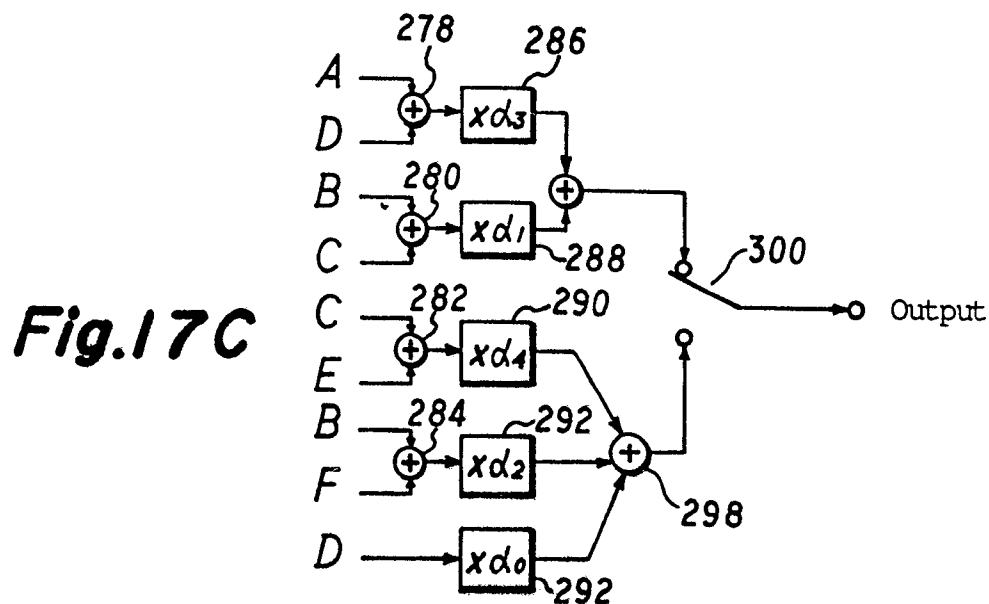 278
286
A
+
xα3
D
280
B
+
+
xα1
C
288
300
282
290
C
Output
Fig.17C
+
xα4
E
284
292
B
+
xα2
+
F
298
D
xα0
292